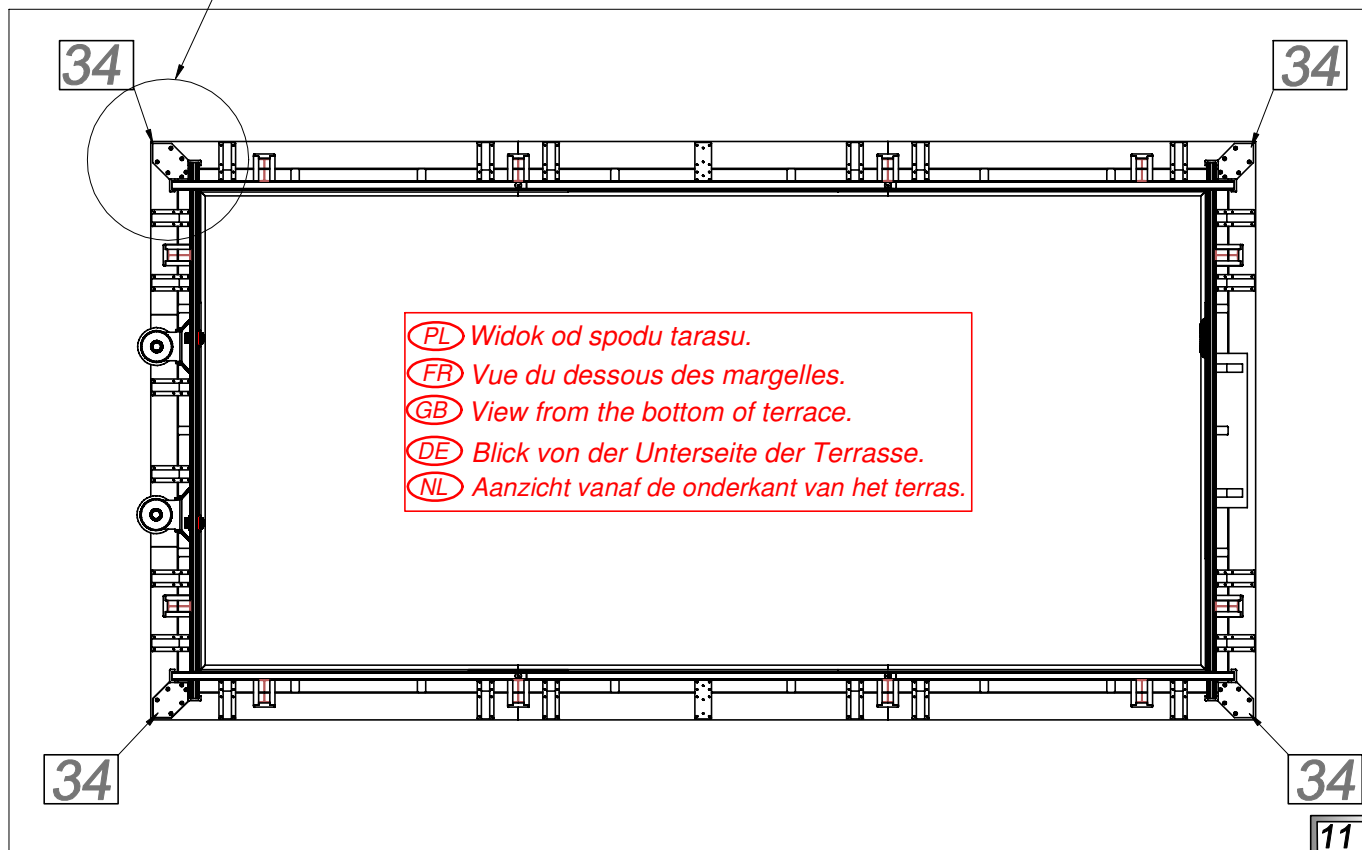 34 34
PL Widok od spodu tarasu.
FR Vue du dessous des margelles.
GB View from the bottom of terrace.
DE Blick von der Unterseite der Terrasse.
NL Aanzicht vanaf de onderkant van het terras.
34 34
11